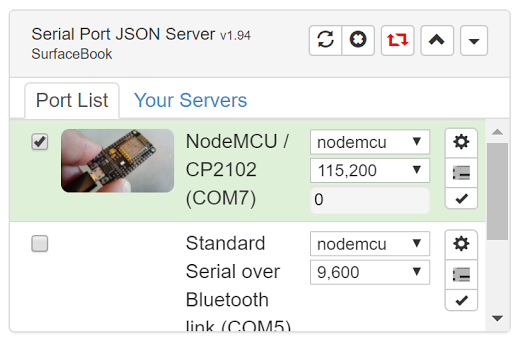 Serial Port JSON Server v1.94
SurfaceBook
Port List Your Servers
NodeMCU / nodemcu
CP2102 115,200
(COM7) 0
Standard nodemcu
Serial over 9,600
Bluetooth
link (COM5)